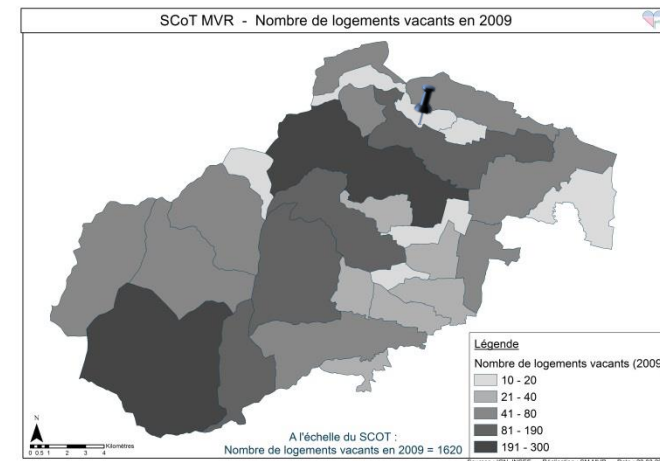 SCoT MVR - Nombre de logements vacants en 2009
Légende
Nombre de logements vacants (2009
10 - 20
21 - 40
41 - 80
81 - 190
191 - 300
N
Kilomètres
0 0.5 1 2 3 4
A l'échelle du SCOT :
Nombre de logements vacants en 2009 = 1620